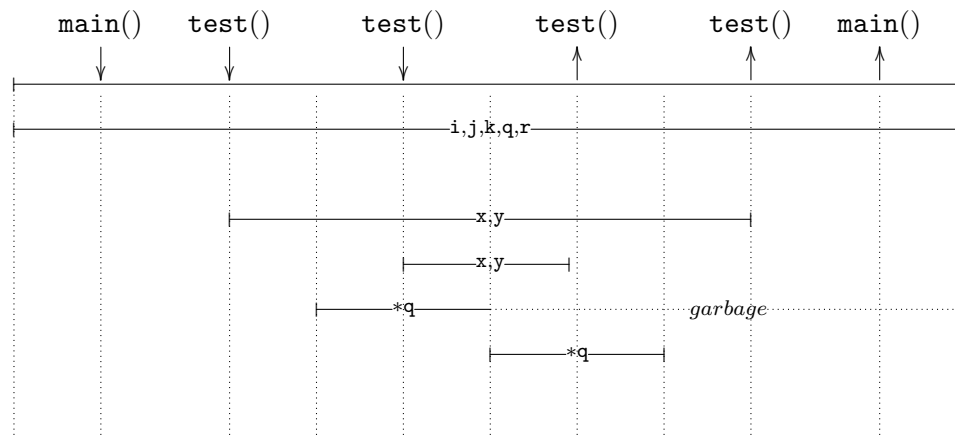 main() test() test() test() test() main()
i,j,k,q,r
x,y
x,y
*q garbage
*q